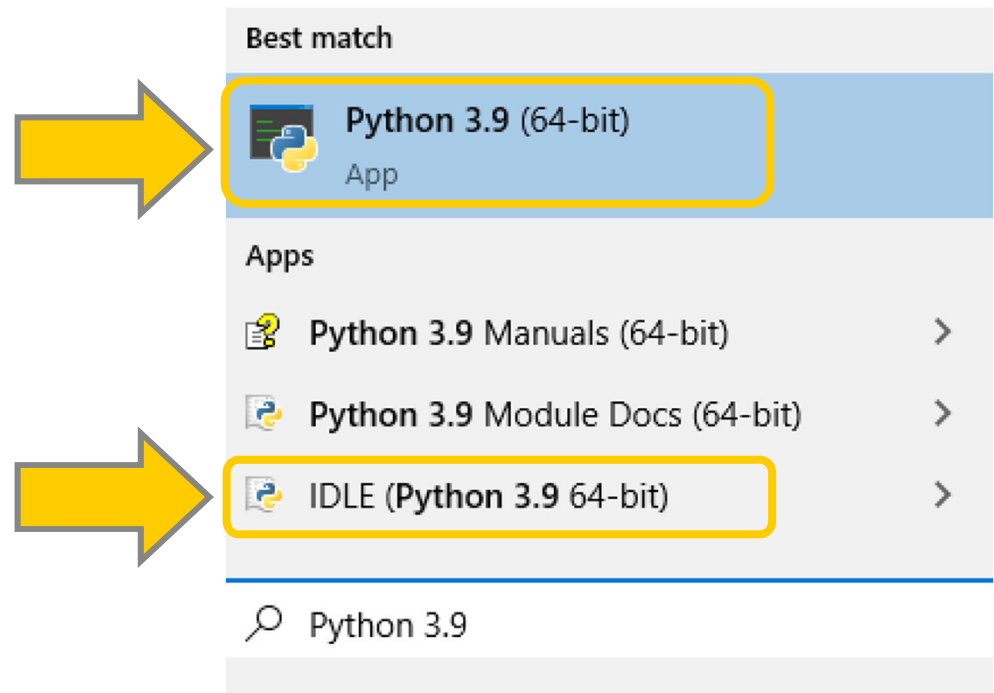 Best match
Python 3.9 (64-bit)
App
Apps
Python 3.9 Manuals (64-bit)
Python 3.9 Module Docs (64-bit)
IDLE (Python 3.9 64-bit)
Python 3.9